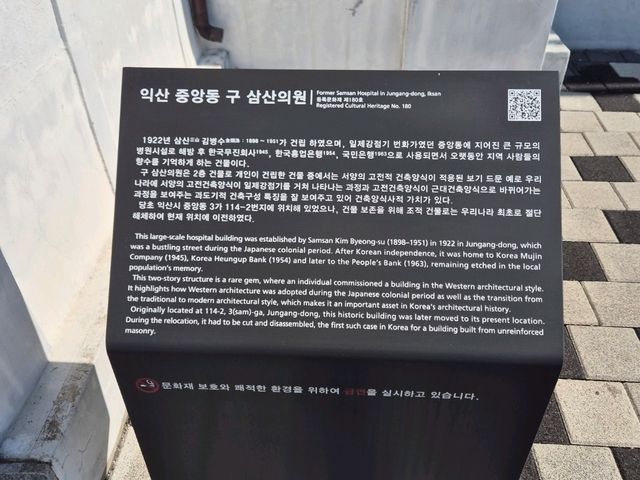 익산 중앙동 구 삼산의원
Former Samsan Hospital in Jungang-dong, Iksan
등록문화재 제180호
Registered Cultural Heritage No. 180
1922년 삼산三山 김병수金炳洙 : 1898 ~ 1951가 건립 하였으며, 일제강점기 번화가였던 중앙동에 지어진 큰 규모의
병원시설로 해방 후 한국무진회사1945, 한국흥업은행1954, 국민은행1963으로 사용되면서 오랫동안 지역 사람들의
향수를 기억하게 하는 건물이다.
구 삼산의원은 2층 건물로 개인이 건립한 건물 중에서는 서양의 고전적 건축양식이 적용된 보기 드문 예로 우리
나라에 서양의 고전건축양식이 일제강점기를 거쳐 나타나는 과정과 고전건축양식이 근대건축양식으로 바뀌어가는
과정을 보여주는 과도기적 건축구성 특징을 잘 보여주고 있어 건축양식사적 가치가 있다.
당초 익산시 중앙동 3가 114-2번지에 위치해 있었으나, 건물 보존을 위해 조적 건물로는 우리나라 최초로 절단
해체하여 현재 위치에 이전하였다.
This large-scale hospital building was established by Samsan Kim Byeong-su (1898–1951) in 1922 in Jungang-dong, which
was a bustling street during the Japanese colonial period. After Korean independence, it was home to Korea Mujin
Company (1945), Korea Heungup Bank (1954) and later to the People's Bank (1963), remaining etched in the local
population's memory.
This two-story structure is a rare gem, where an individual commissioned a building in the Western architectural style.
It highlights how Western architecture was adopted during the Japanese colonial period as well as the transition from
the traditional to modern architectural style, which makes it an important asset in Korea's architectural history.
Originally located at 114-2, 3(sam)-ga, Jungang-dong, this historic building was later moved to its present location.
During the relocation, it had to be cut and disassembled, the first such case in Korea for a building built from unreinforced
masonry.
문화재 보호와 쾌적한 환경을 위하여 금연을 실시하고 있습니다.